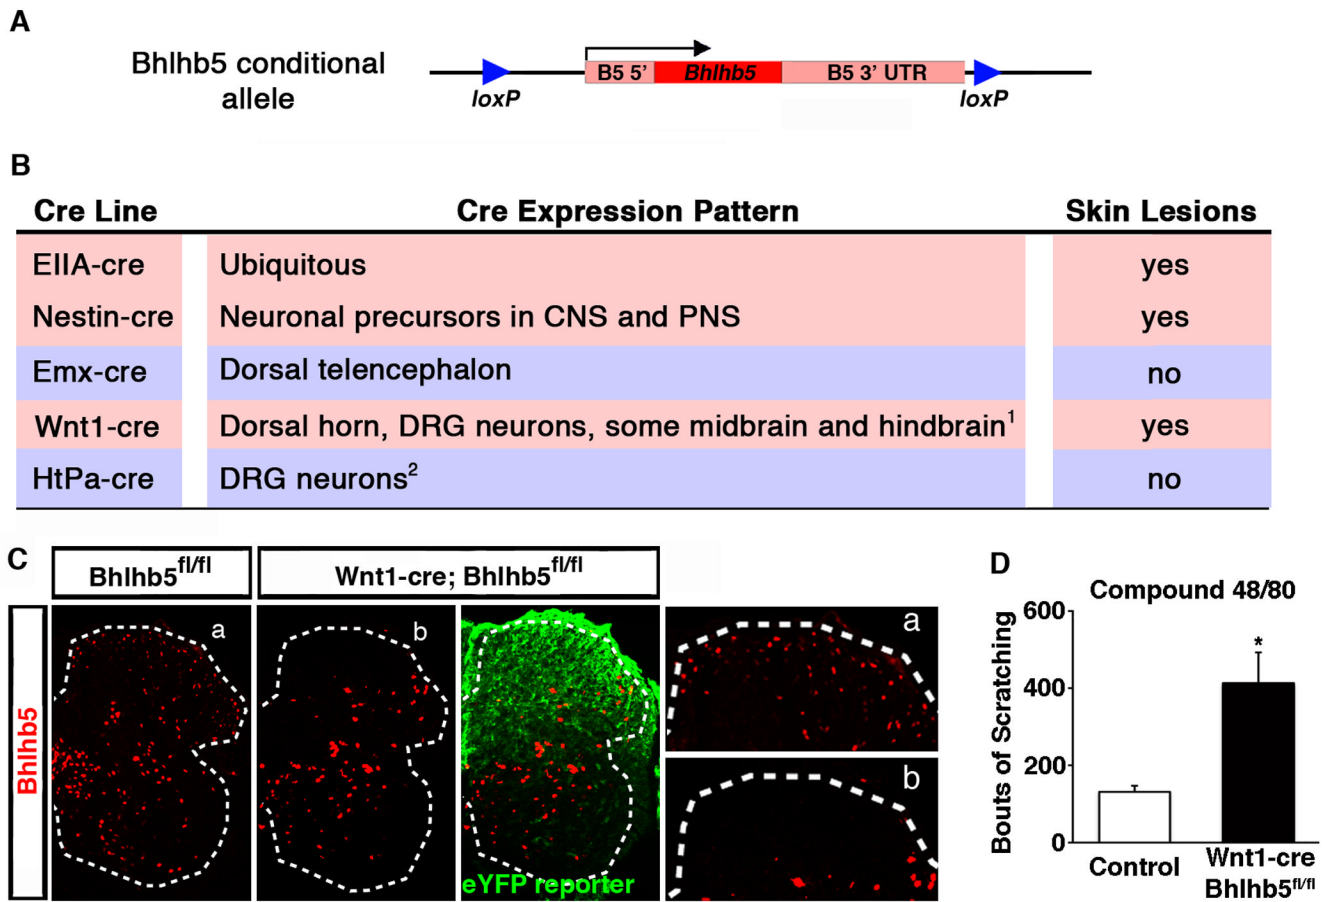 A
Bhlhb5 conditional
allele
B5 5’ Bhlhb5 B5 3’ UTR
loxP loxP
B
Cre Line Cre Expression Pattern Skin Lesions
EIIA-cre Ubiquitous yes
Nestin-cre Neuronal precursors in CNS and PNS yes
Emx-cre Dorsal telencephalon no
Wnt1-cre Dorsal horn, DRG neurons, some midbrain and hindbrain1 yes
HtPa-cre DRG neurons2 no
C
Bhlhb5fl/fl Wnt1-cre; Bhlhb5fl/fl
Bhlhb5
a
b
eYFP reporter
a
b
D
Compound 48/80
Bouts of Scratching
600
400
200
0
*
Control
Wnt1-cre
Bhlhb5fl/fl